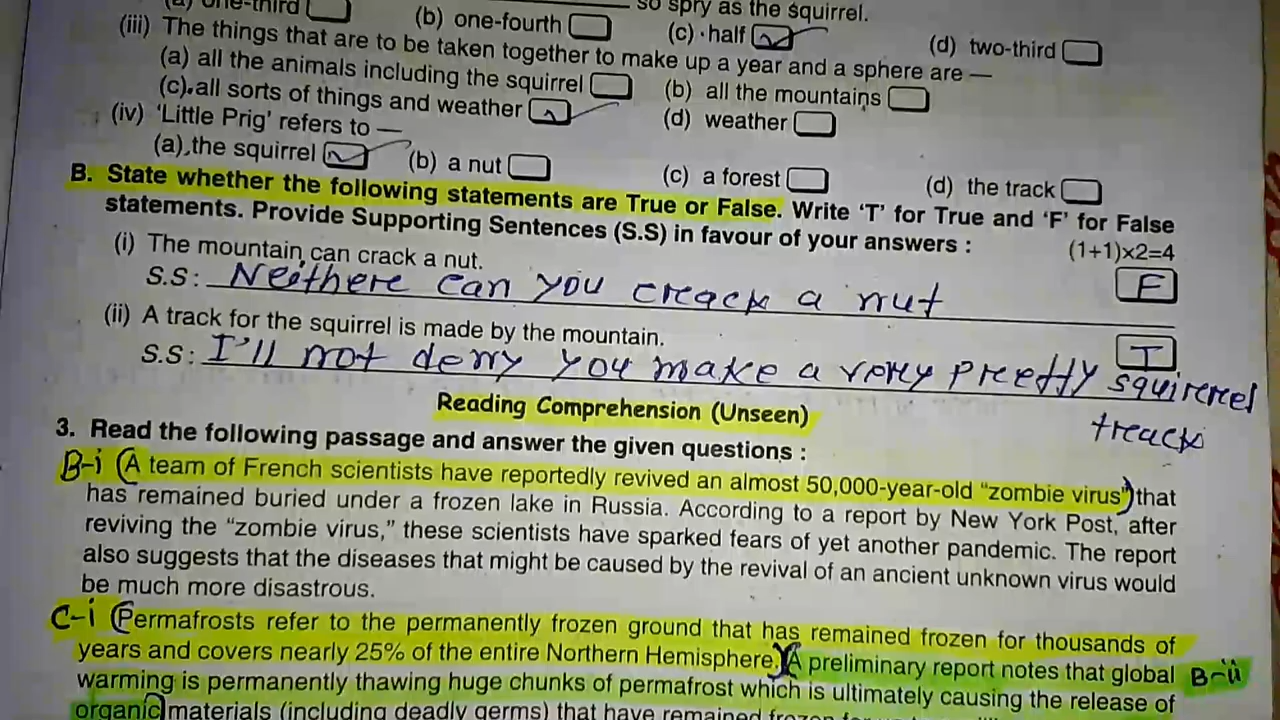 (a) one-third (b) one-fourth (c) half so spry as the squirrel.
(d) two-third
(iii) The things that are to be taken together to make up a year and a sphere are —
(a) all the animals including the squirrel (b) all the mountains
(c) all sorts of things and weather (d) weather
(iv) 'Little Prig' refers to —
(a) the squirrel (b) a nut (c) a forest (d) the track
B. State whether the following statements are True or False. Write 'T' for True and 'F' for False
statements. Provide Supporting Sentences (S.S) in favour of your answers : (1+1)×2=4
(i) The mountain can crack a nut. F
S.S: Neithere can you creack a nut
(ii) A track for the squirrel is made by the mountain. T
S.S: I'll not deny you make a very preetty squirerel
treack
Reading Comprehension (Unseen)
3. Read the following passage and answer the given questions :
B-i (A team of French scientists have reportedly revived an almost 50,000-year-old "zombie virus") that
has remained buried under a frozen lake in Russia. According to a report by New York Post, after
reviving the "zombie virus," these scientists have sparked fears of yet another pandemic. The report
also suggests that the diseases that might be caused by the revival of an ancient unknown virus would
be much more disastrous.
C-i (Permafrosts refer to the permanently frozen ground that has remained frozen for thousands of
years and covers nearly 25% of the entire Northern Hemisphere.) (A preliminary report notes that global B-ii
warming is permanently thawing huge chunks of permafrost which is ultimately causing the release of
organic) materials (including deadly germs) that have remained frozen